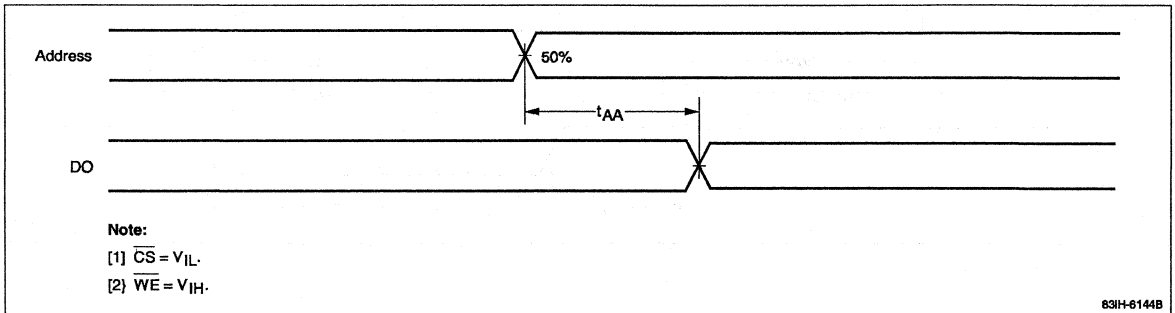 Address
50%
tAA
DO
Note:
[1] CS = VIL.
[2} WE = VIH.
83IH-6144B